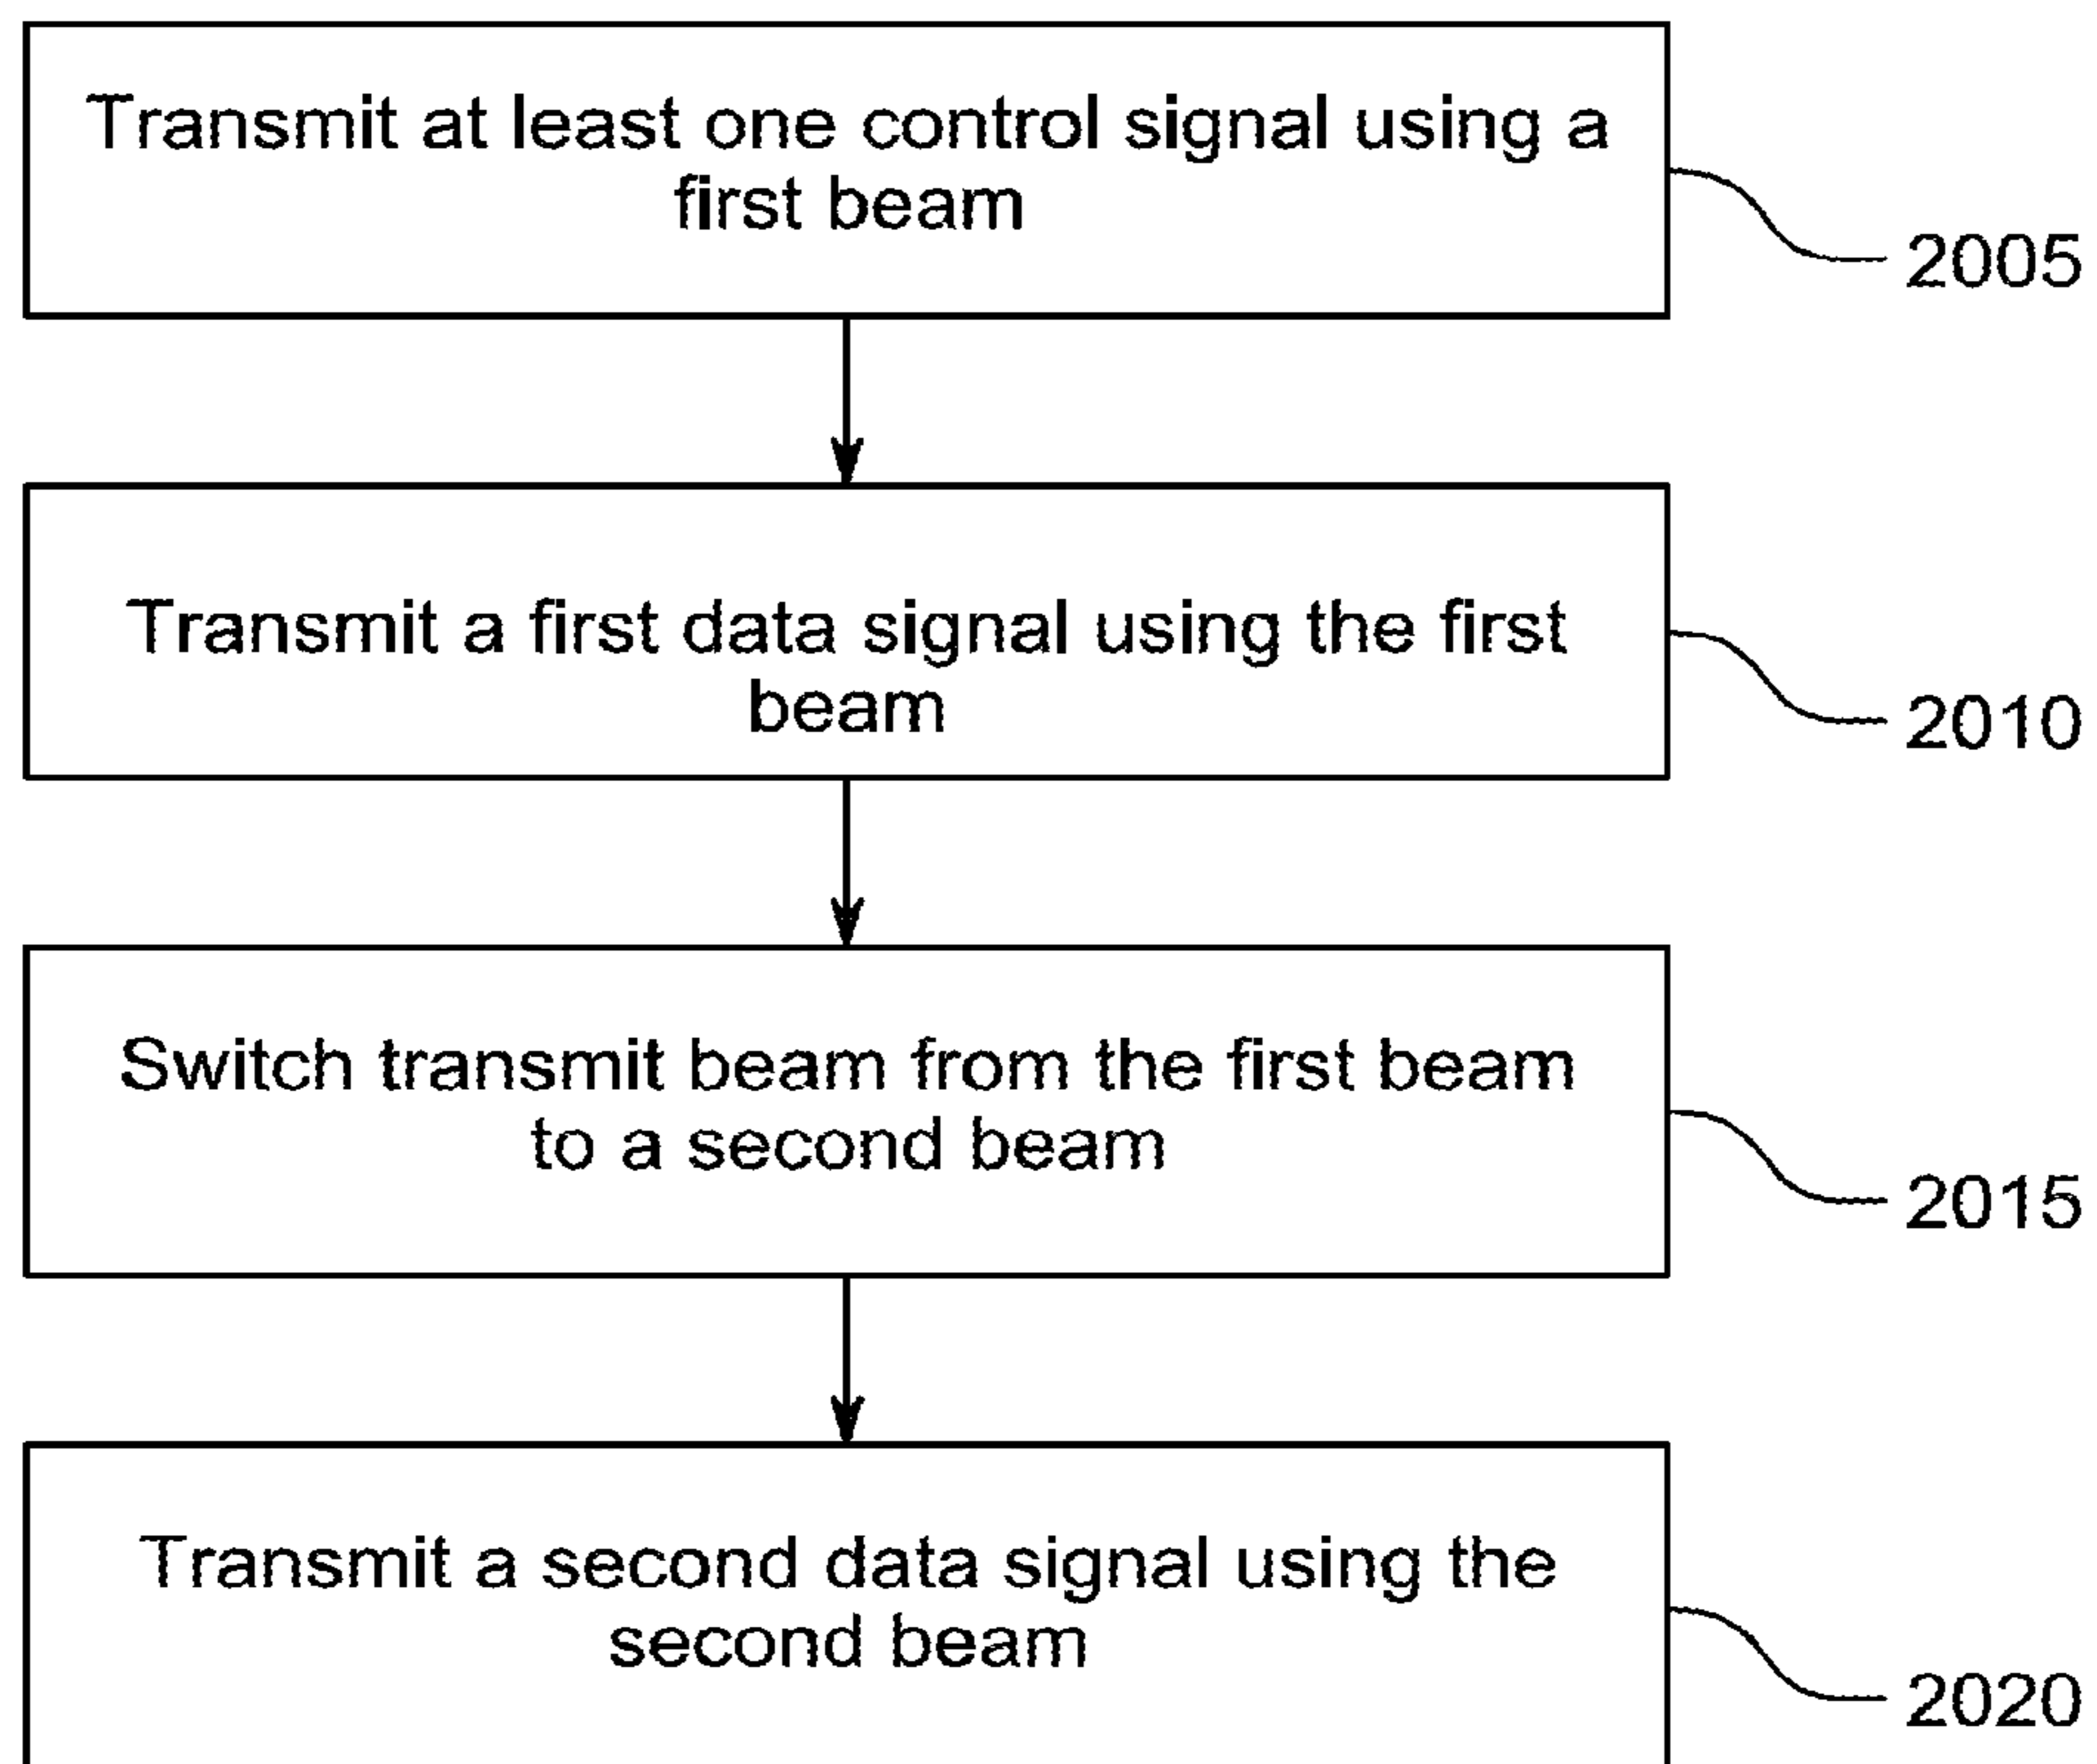 Transmit at least one control signal using a
first beam
2005
Transmit a first data signal using the first
beam
2010
Switch transmit beam from the first beam
to a second beam
2015
Transmit a second data signal using the
second beam
2020